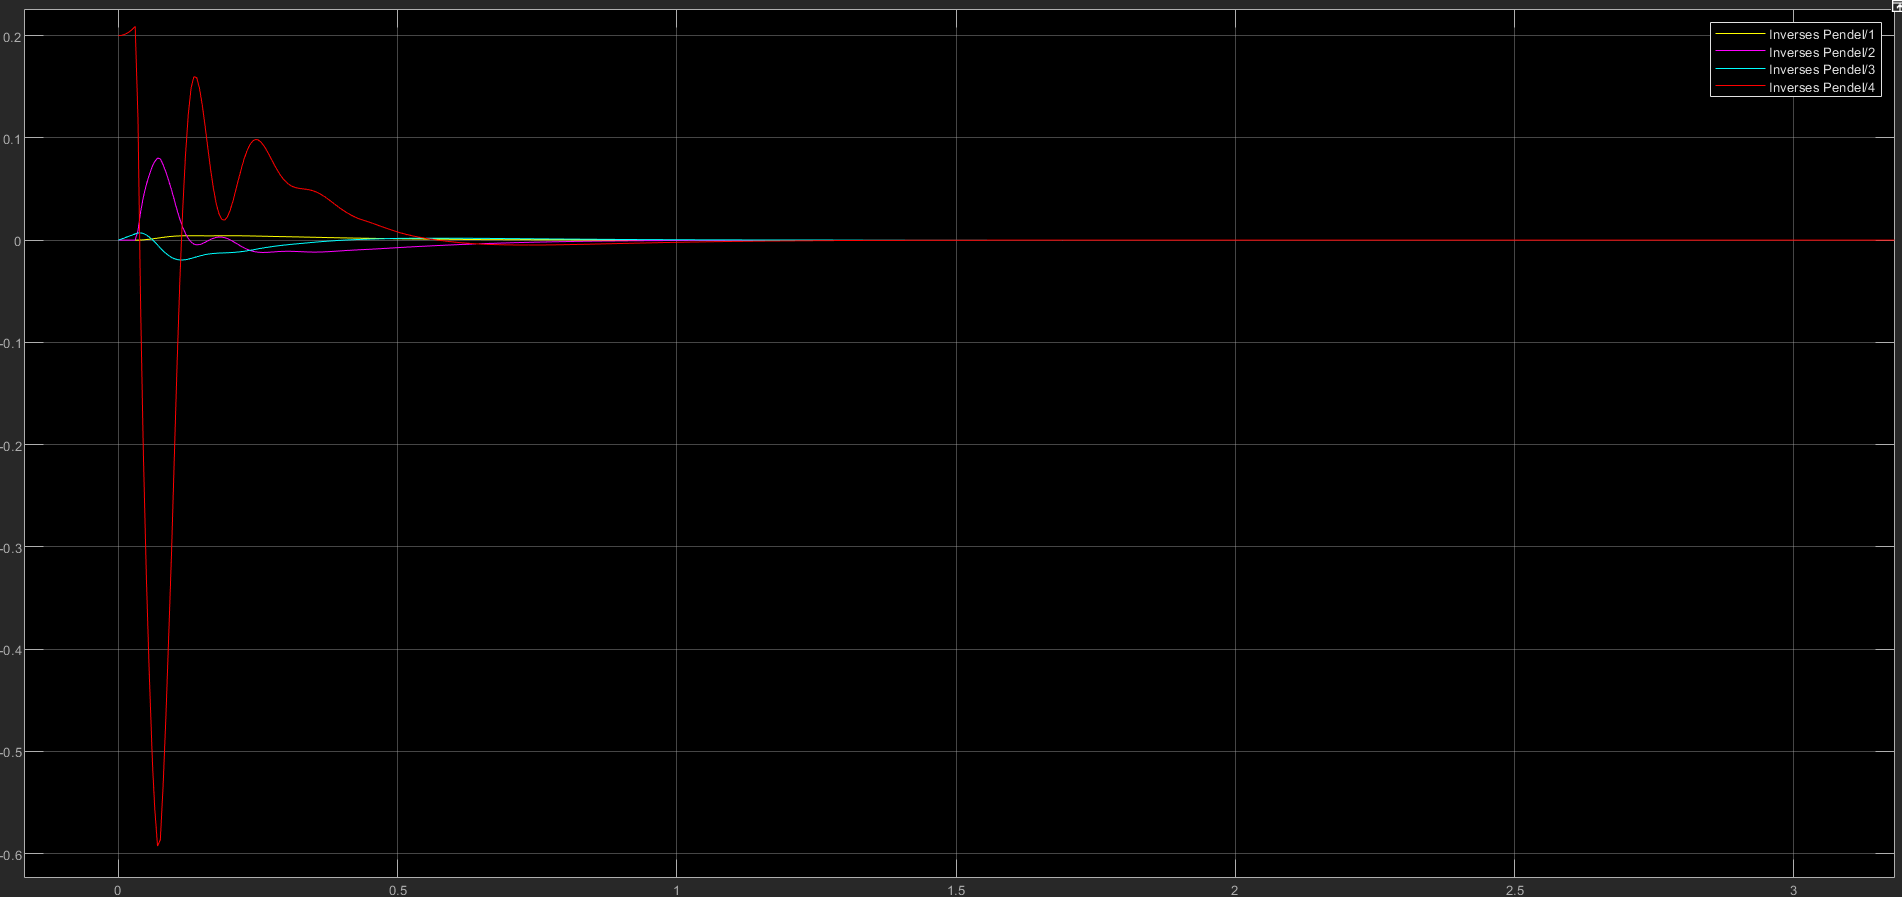 Inverses Pendel/1
Inverses Pendel/2
Inverses Pendel/3
Inverses Pendel/4
0.2
0.1
0
-0.1
-0.2
-0.3
-0.4
-0.5
-0.6
0 0.5 1 1.5 2 2.5 3